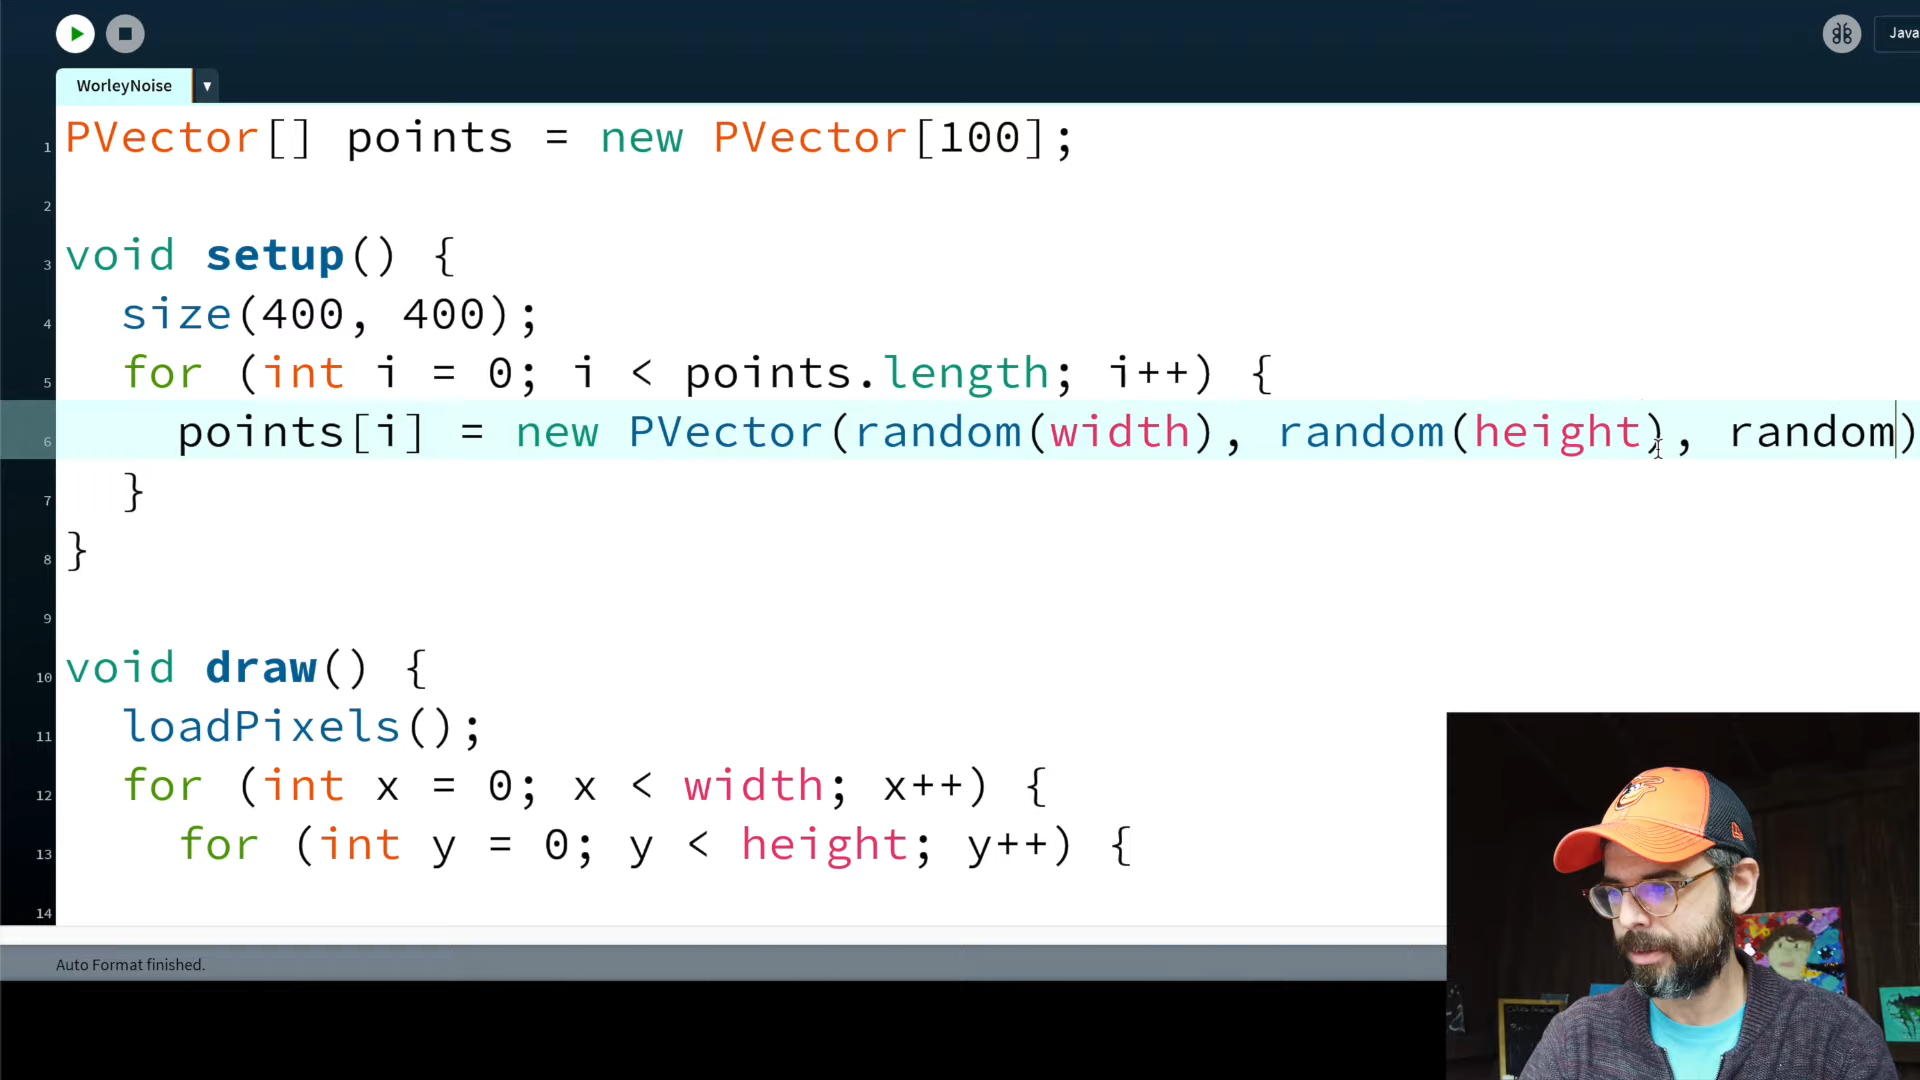 Java
WorleyNoise ▼
1 PVector[] points = new PVector[100];
2
3 void setup() {
4   size(400, 400);
5   for (int i = 0; i < points.length; i++) {
6     points[i] = new PVector(random(width), random(height), random)
7   }
8 }
9
10 void draw() {
11   loadPixels();
12   for (int x = 0; x < width; x++) {
13     for (int y = 0; y < height; y++) {
14
Auto Format finished.